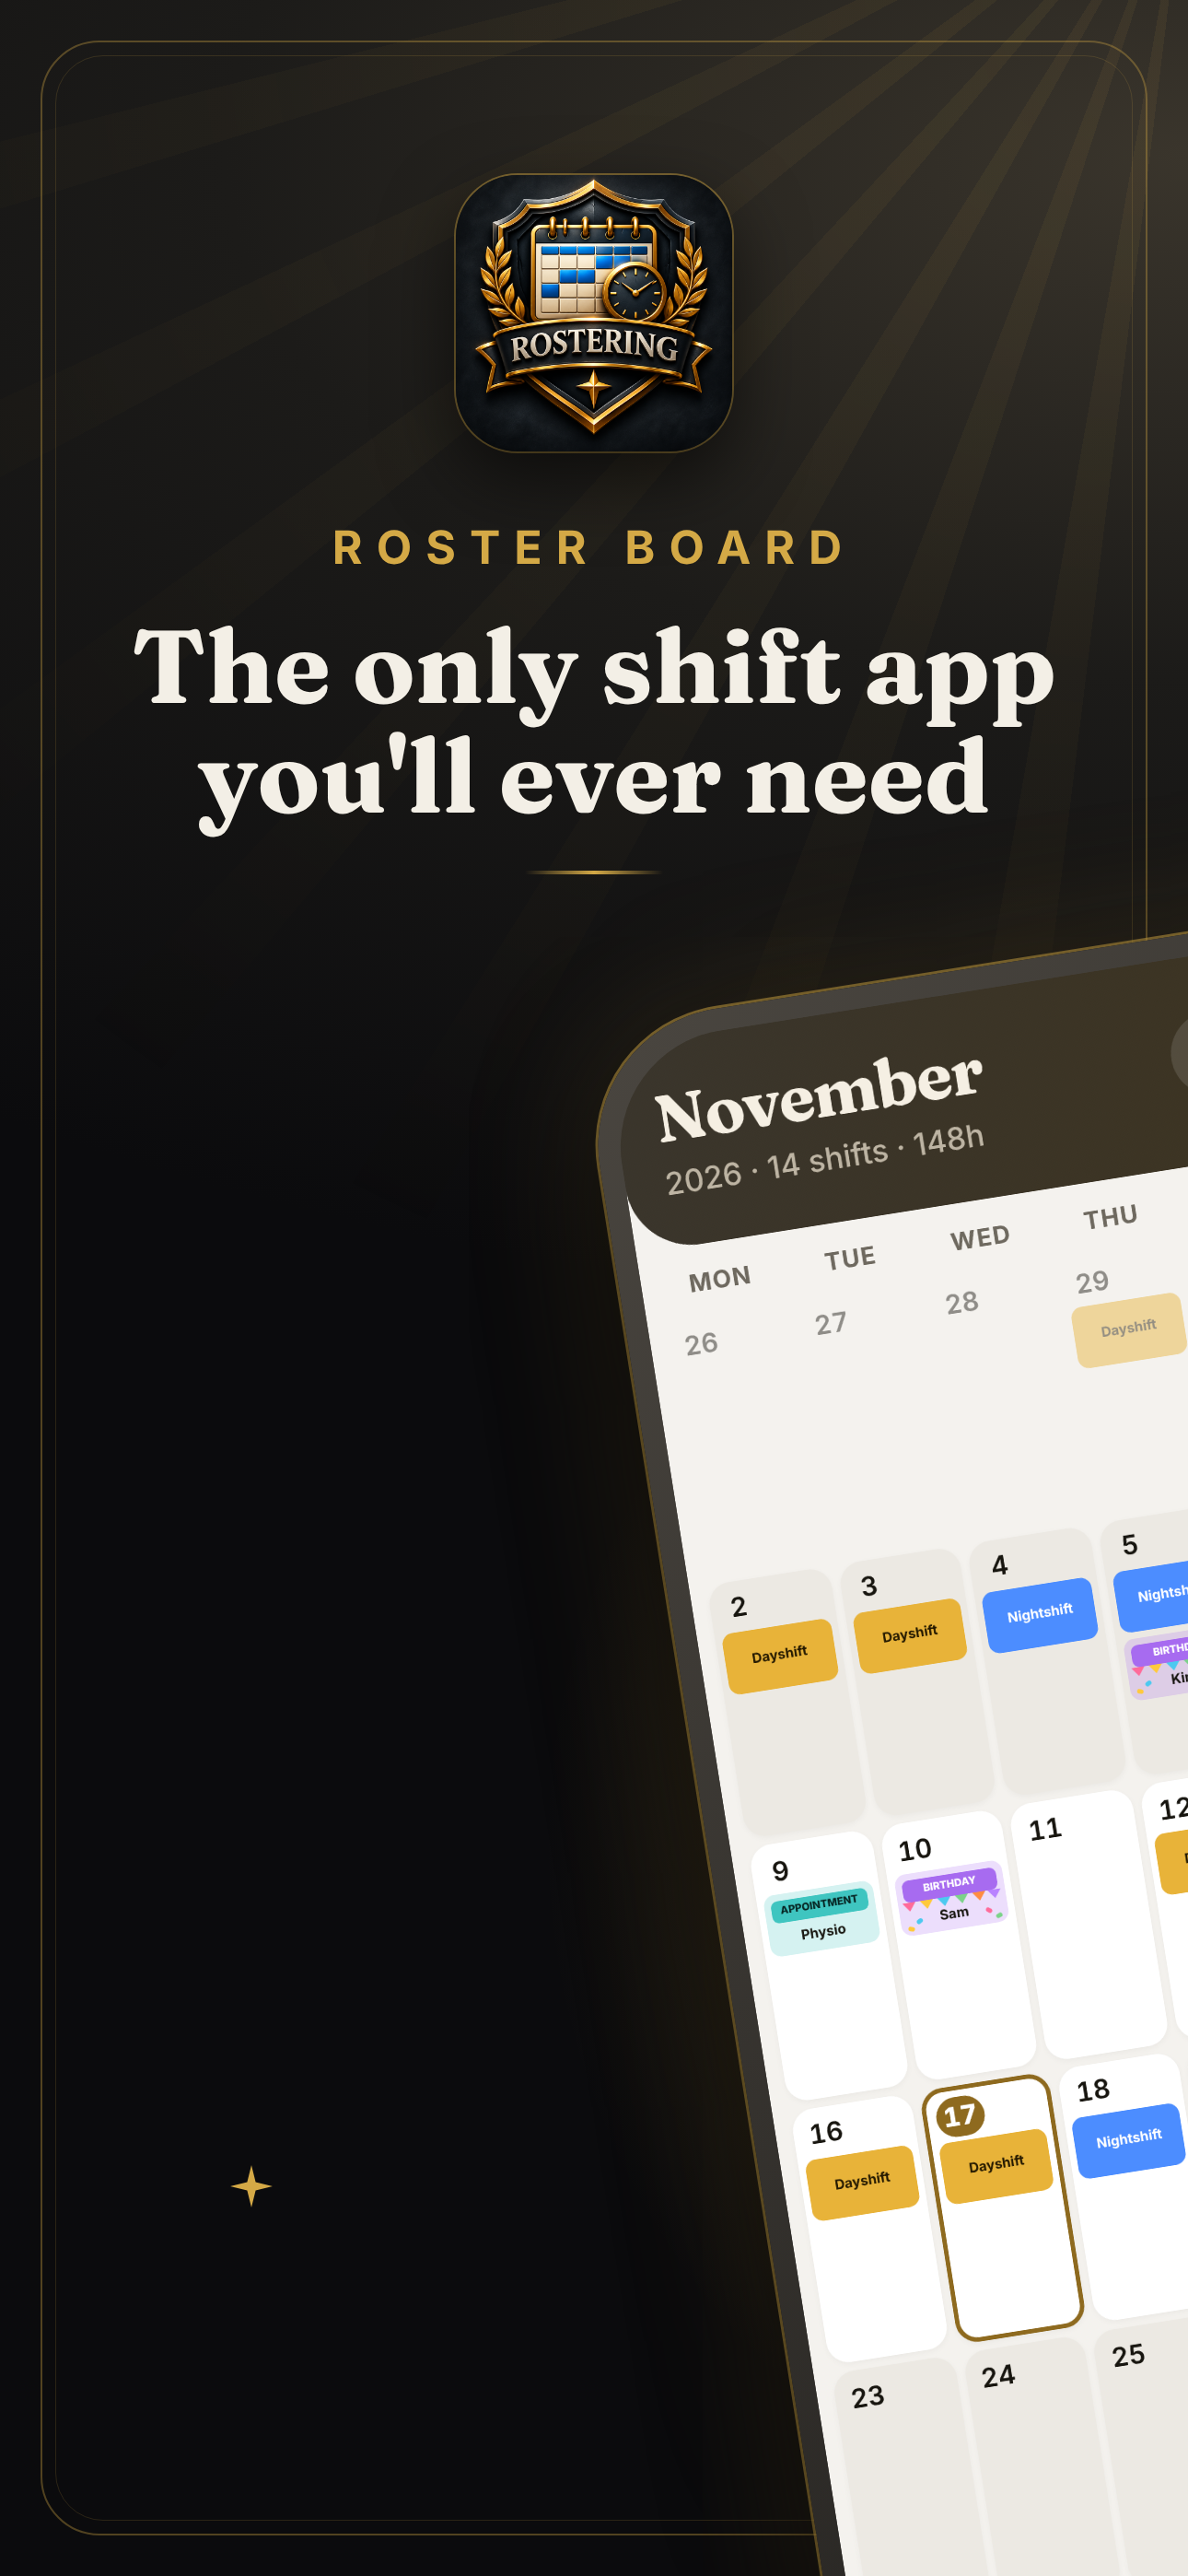 ROSTERING
ROSTER BOARD
The only shift app
you'll ever need
November
2026 · 14 shifts · 148h
MON TUE WED THU
26 27 28 29
Dayshift
2 3 4 5
Dayshift Dayshift Nightshift
9 10 11 12
APPOINTMENT BIRTHDAY
Physio Sam
16 17 18
Dayshift Dayshift Nightshift
23 24 25